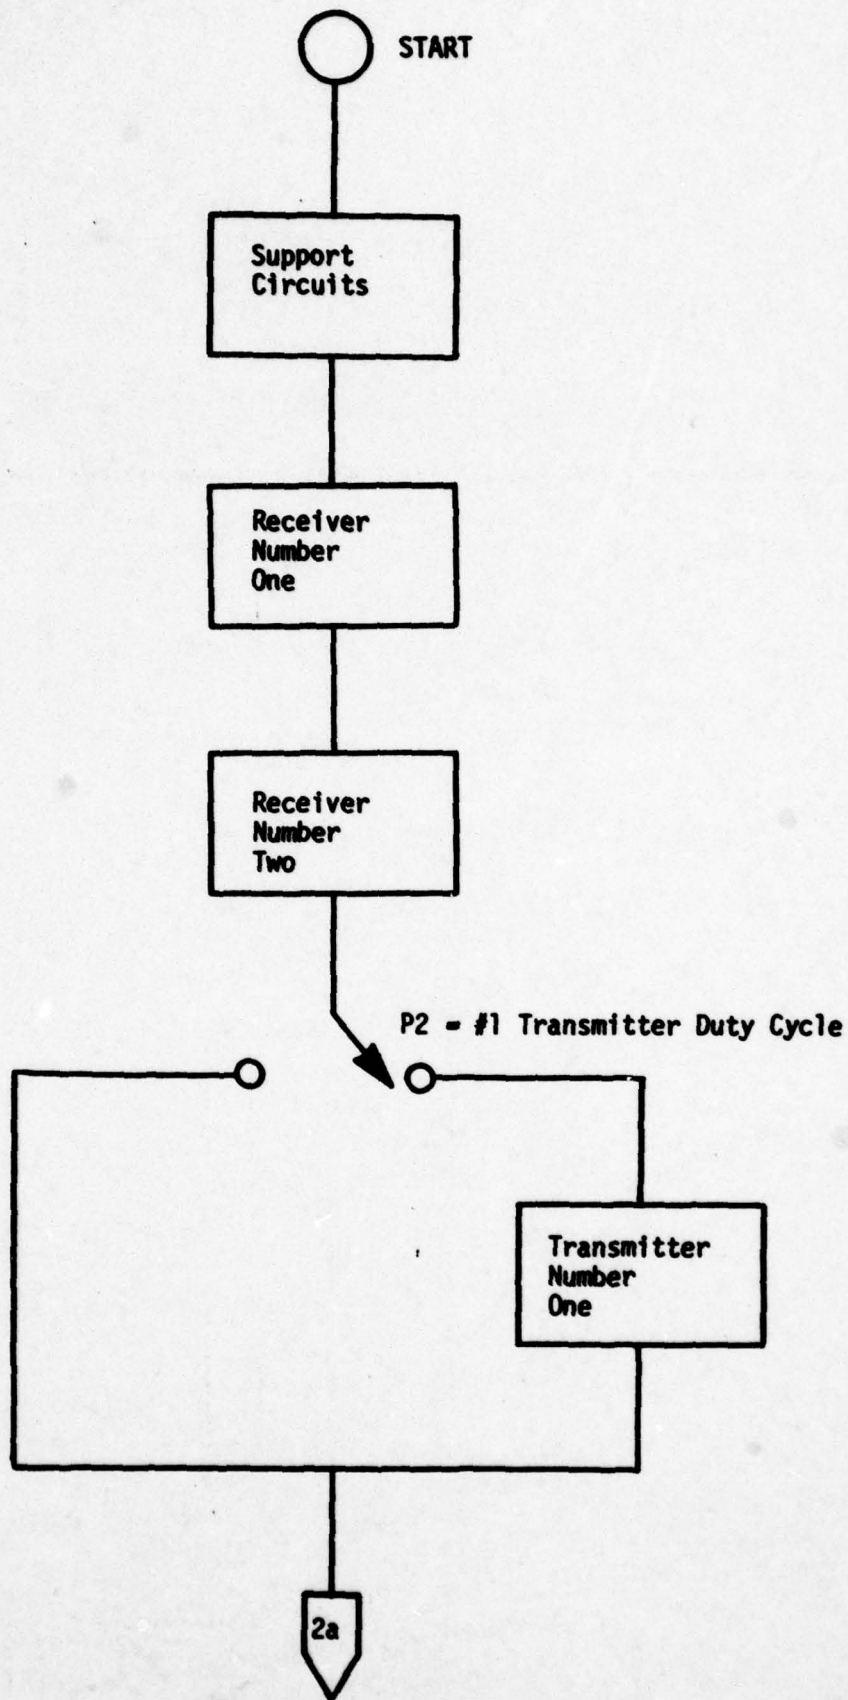 START
Support
Circuits
Receiver
Number
One
Receiver
Number
Two
P2 = #1 Transmitter Duty Cycle
Transmitter
Number
One
2a